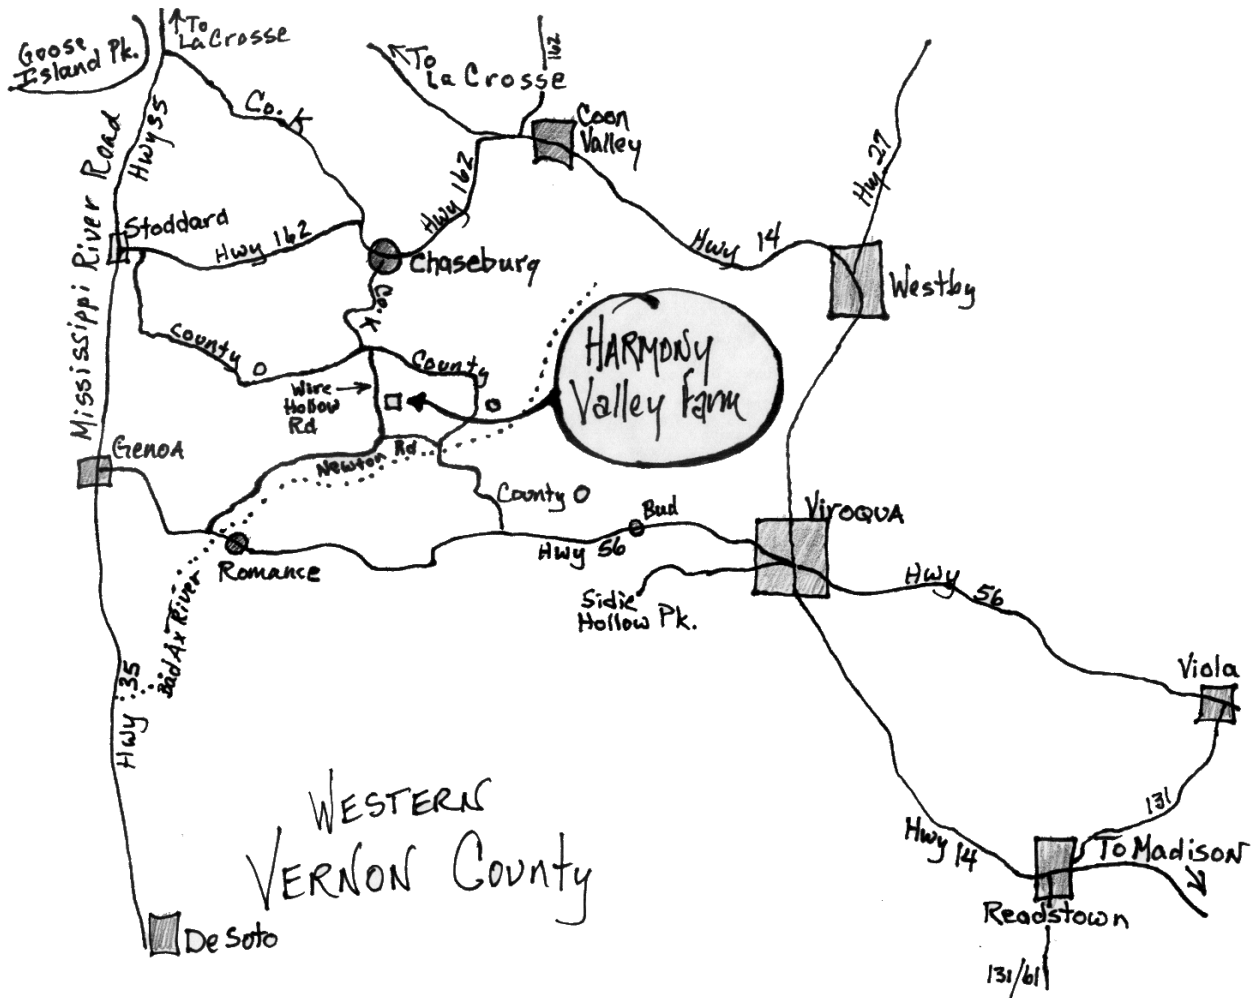 Goose
Island Pk.
To
La Crosse
To
La Crosse
162
Co. K
Coon
Valley
Mississippi River Road
Hwy 35
Hwy 162
Hwy 27
Stoddard
Hwy 162
Chaseburg
Hwy 14
Westby
Co. K
County O
County O
HARMONY
Valley Farm
Wire
Hollow
Rd
Genoa
Newton Rd
County O
Bud
Viroqua
Hwy 56
Romance
Sidie
Hollow Pk.
Hwy 56
Bad Ax River
Viola
Hwy 35
131
WESTERN
VERNON County
Hwy 14
To Madison
Readstown
De Soto
131/61